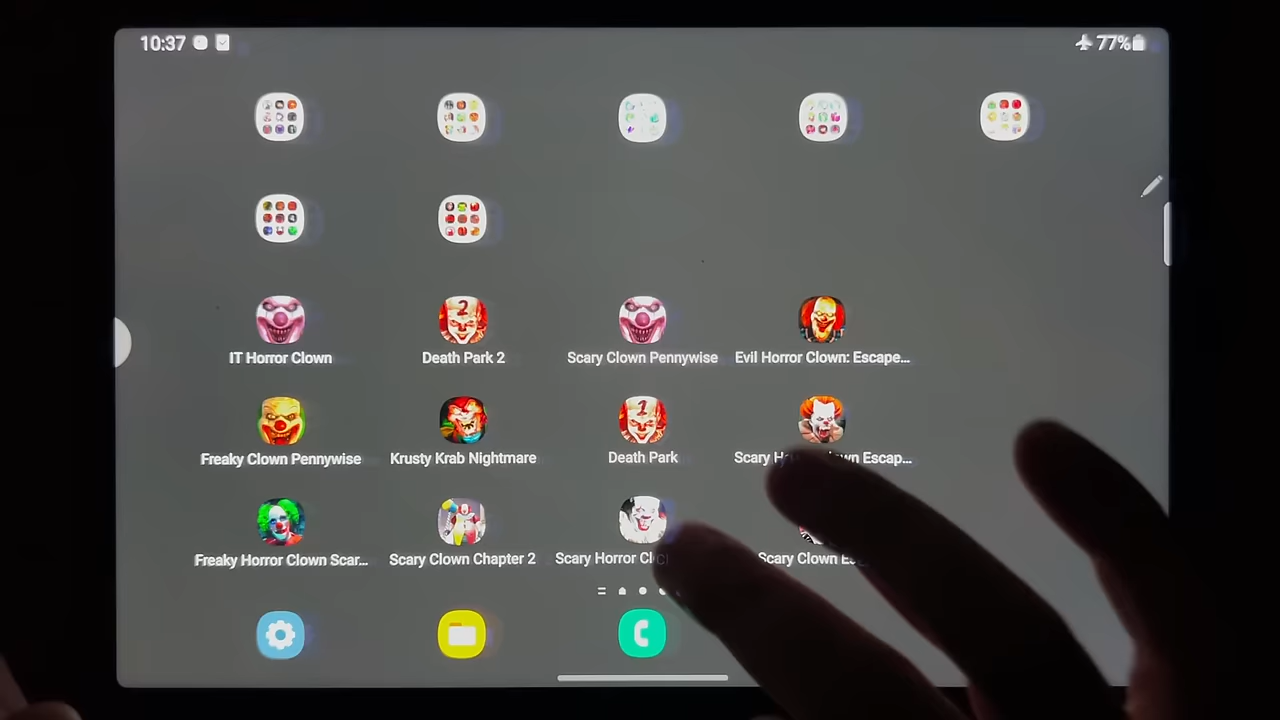 10:37
77%
2
IT Horror Clown
Death Park 2
Scary Clown Pennywise
Evil Horror Clown: Escape...
1
Freaky Clown Pennywise
Krusty Krab Nightmare
Death Park
Scary Escap...
Freaky Horror Clown Scar...
Scary Clown Chapter 2
Scary Horror
Scary Clown